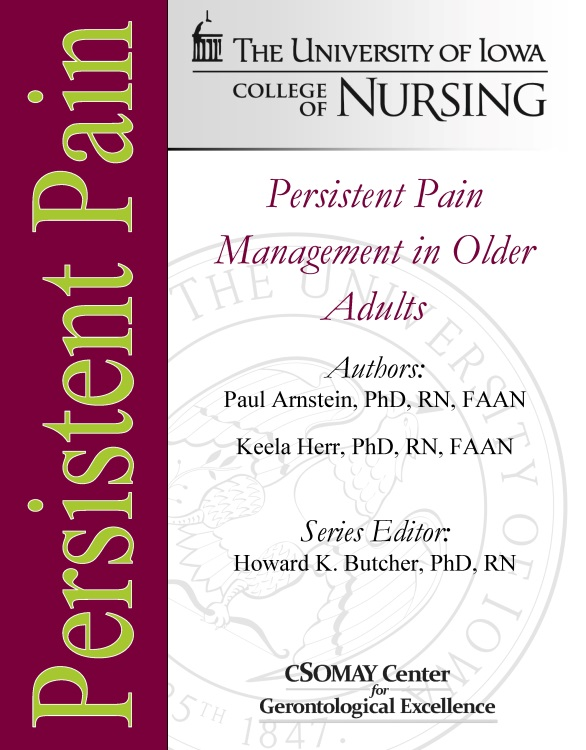 Persistent Pain
THE UNIVERSITY OF IOWA
COLLEGE
OF NURSING
Persistent Pain
Management in Older
Adults
Authors:
Paul Arnstein, PhD, RN, FAAN
Keela Herr, PhD, RN, FAAN
Series Editor:
Howard K. Butcher, PhD, RN
CSOMAY Center
for
Gerontological Excellence
THE UNIVERSITY OF IOWA
1847